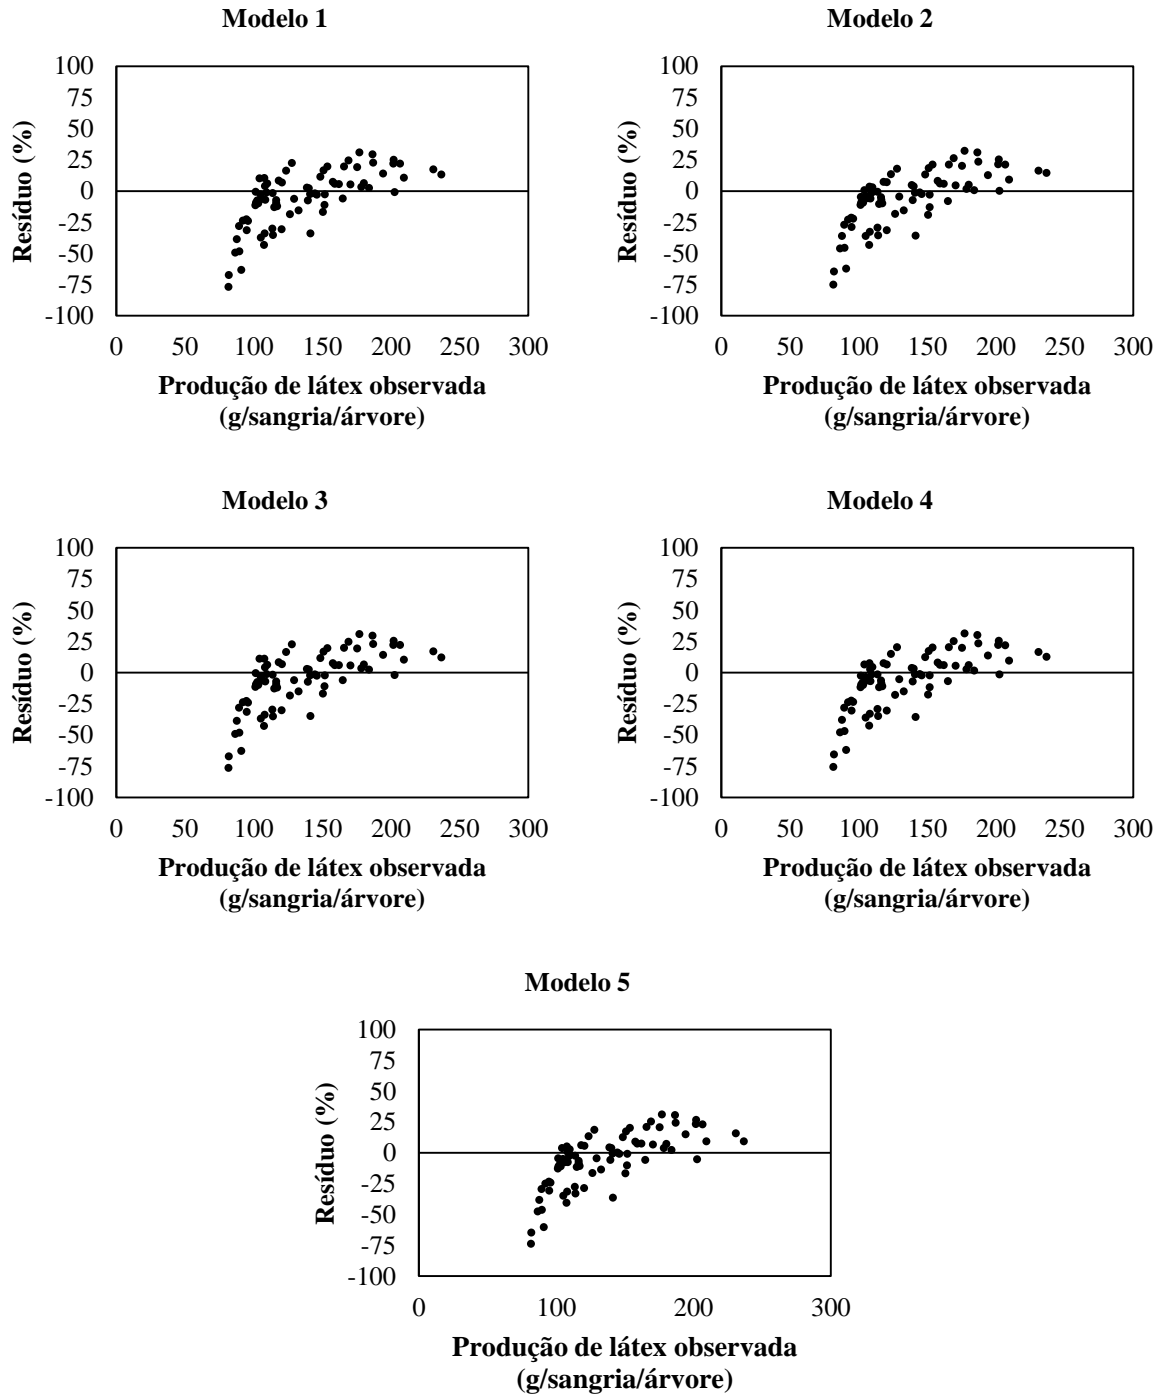 Modelo 1
100
75
50
25
0
-25
-50
-75
-100
Resíduo (%)
0 50 100 150 200 250 300
Produção de látex observada
(g/sangria/árvore)
Modelo 2
100
75
50
25
0
-25
-50
-75
-100
Resíduo (%)
0 50 100 150 200 250 300
Produção de látex observada
(g/sangria/árvore)
Modelo 3
100
75
50
25
0
-25
-50
-75
-100
Resíduo (%)
0 50 100 150 200 250 300
Produção de látex observada
(g/sangria/árvore)
Modelo 4
100
75
50
25
0
-25
-50
-75
-100
Resíduo (%)
0 50 100 150 200 250 300
Produção de látex observada
(g/sangria/árvore)
Modelo 5
100
75
50
25
0
-25
-50
-75
-100
Resíduo (%)
0 100 200 300
Produção de látex observada
(g/sangria/árvore)